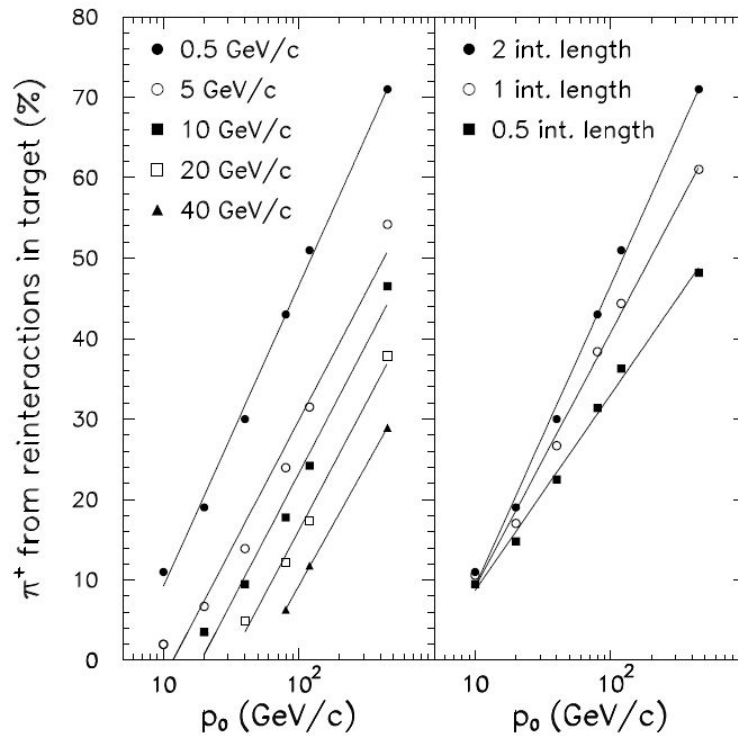 80
70
60
50
40
30
20
10
0
π⁺ from reinteractions in target (%)
0.5 GeV/c
5 GeV/c
10 GeV/c
20 GeV/c
40 GeV/c
10
10²
p₀ (GeV/c)
2 int. length
1 int. length
0.5 int. length
10
10²
p₀ (GeV/c)